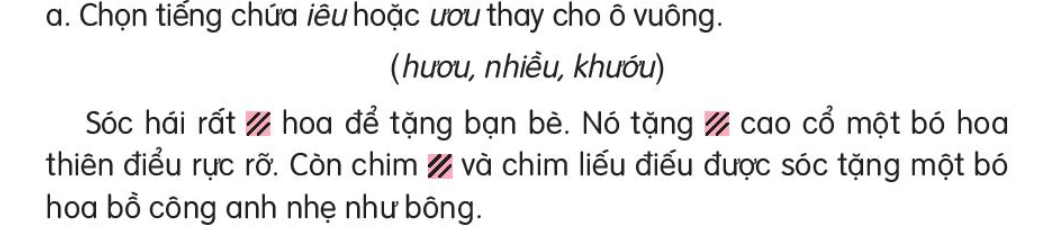 a. Chọn tiếng chứa iêu hoặc ươu thay cho ô vuông.
(hươu, nhiều, khướu)
Sóc hái rất hoa để tặng bạn bè. Nó tặng cao cổ một bó hoa
thiên điểu rực rỡ. Còn chim và chim liếu điếu được sóc tặng một bó
hoa bồ công anh nhẹ như bông.